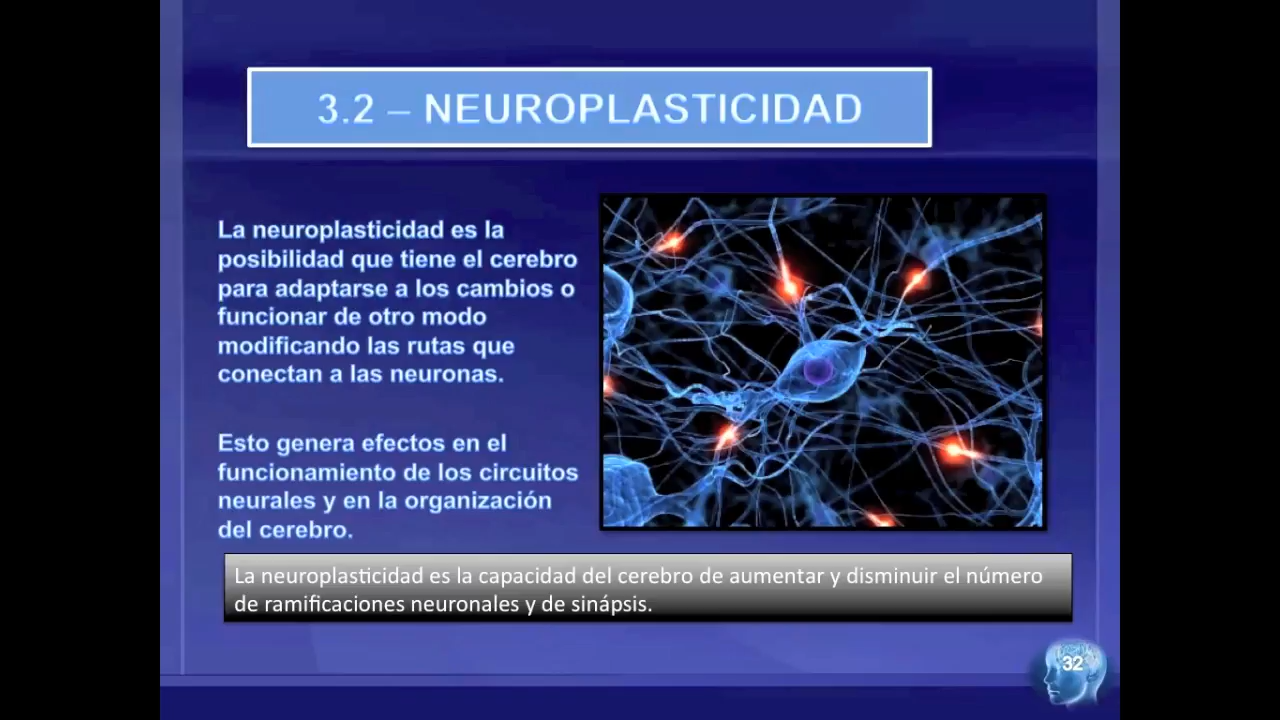 3.2 – NEUROPLASTICIDAD
La neuroplasticidad es la
posibilidad que tiene el cerebro
para adaptarse a los cambios o
funcionar de otro modo
modificando las rutas que
conectan a las neuronas.
Esto genera efectos en el
funcionamiento de los circuitos
neurales y en la organización
del cerebro.
La neuroplasticidad es la capacidad del cerebro de aumentar y disminuir el número
de ramificaciones neuronales y de sinápsis.
32